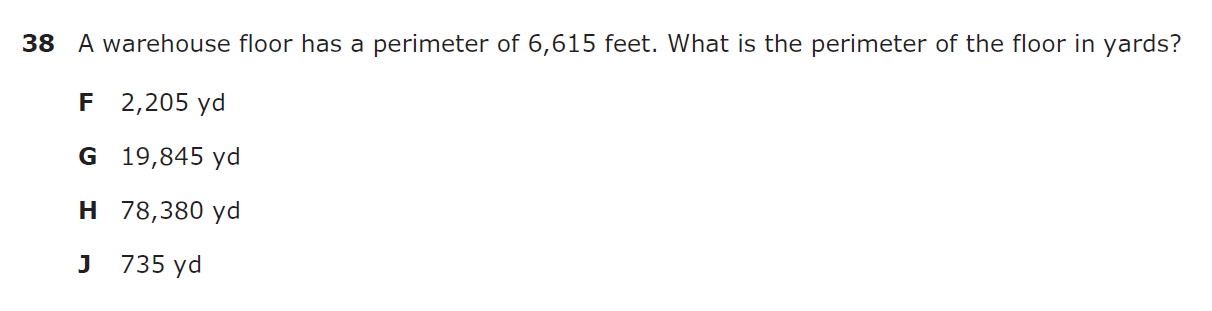 38 A warehouse floor has a perimeter of 6,615 feet. What is the perimeter of the floor in yards?
F 2,205 yd
G 19,845 yd
H 78,380 yd
J 735 yd